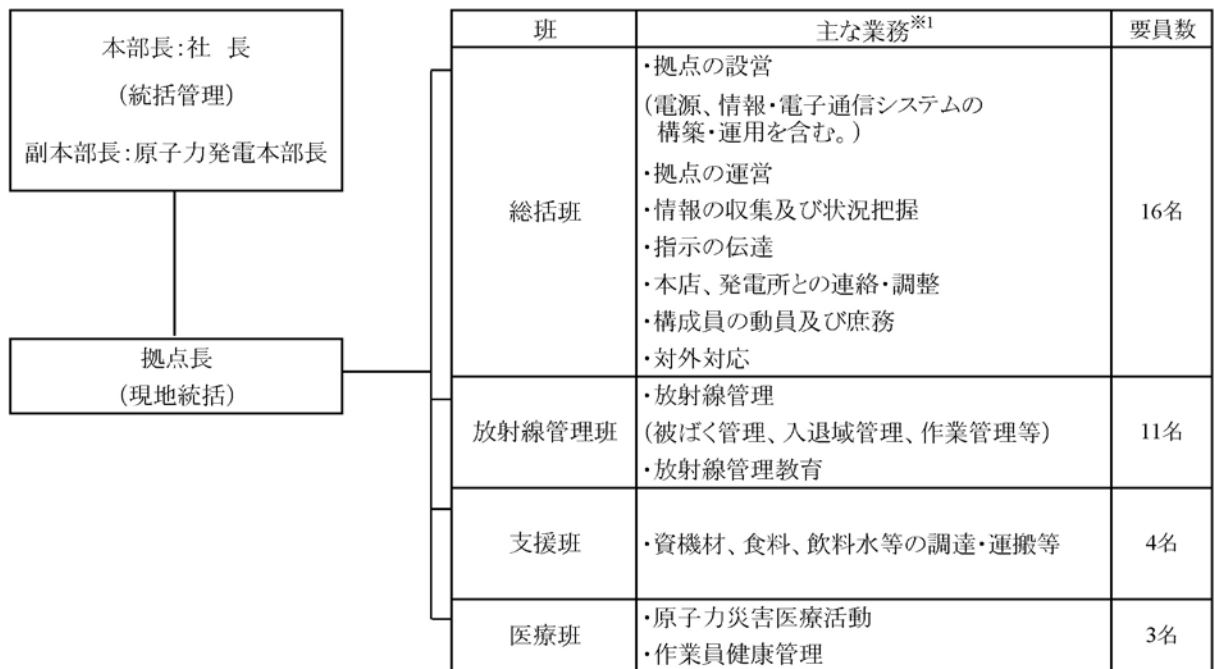 本部長:社 長
(統括管理)
副本部長:原子力発電本部長
拠点長
(現地統括)
班
主な業務※1
要員数
総括班
・拠点の設営
(電源、情報・電子通信システムの
構築・運用を含む。)
・拠点の運営
・情報の収集及び状況把握
・指示の伝達
・本店、発電所との連絡・調整
・構成員の動員及び庶務
・対外対応
16名
放射線管理班
・放射線管理
(被ばく管理、入退域管理、作業管理等)
・放射線管理教育
11名
支援班
・資機材、食料、飲料水等の調達・運搬等
4名
医療班
・原子力災害医療活動
・作業員健康管理
3名